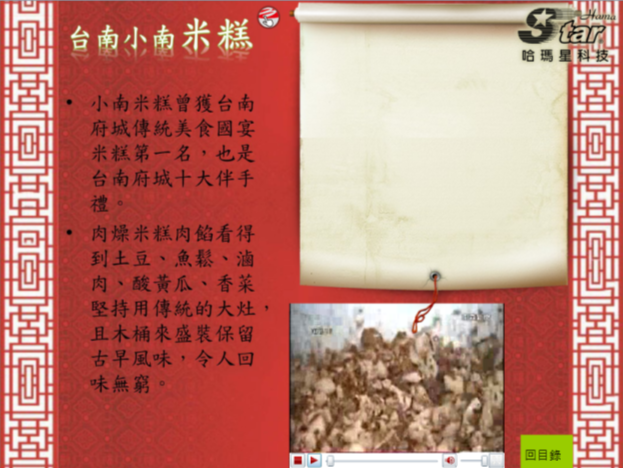 台南小南米糕
Hama
Star
哈瑪星科技
• 小南米糕曾獲台南
府城傳統美食國宴
米糕第一名，也是
台南府城十大伴手
禮。
• 肉燥米糕肉餡看得
到土豆、魚鬆、滷
肉、酸黃瓜、香菜
堅持用傳統的大灶，
且木桶來盛裝保留
古早風味，令人回
味無窮。
回目錄